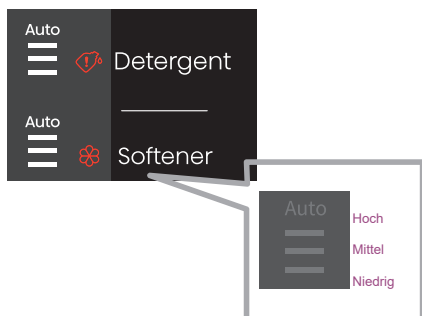 Auto
Detergent
Auto
Softener
Auto
Hoch
Mittel
Niedrig